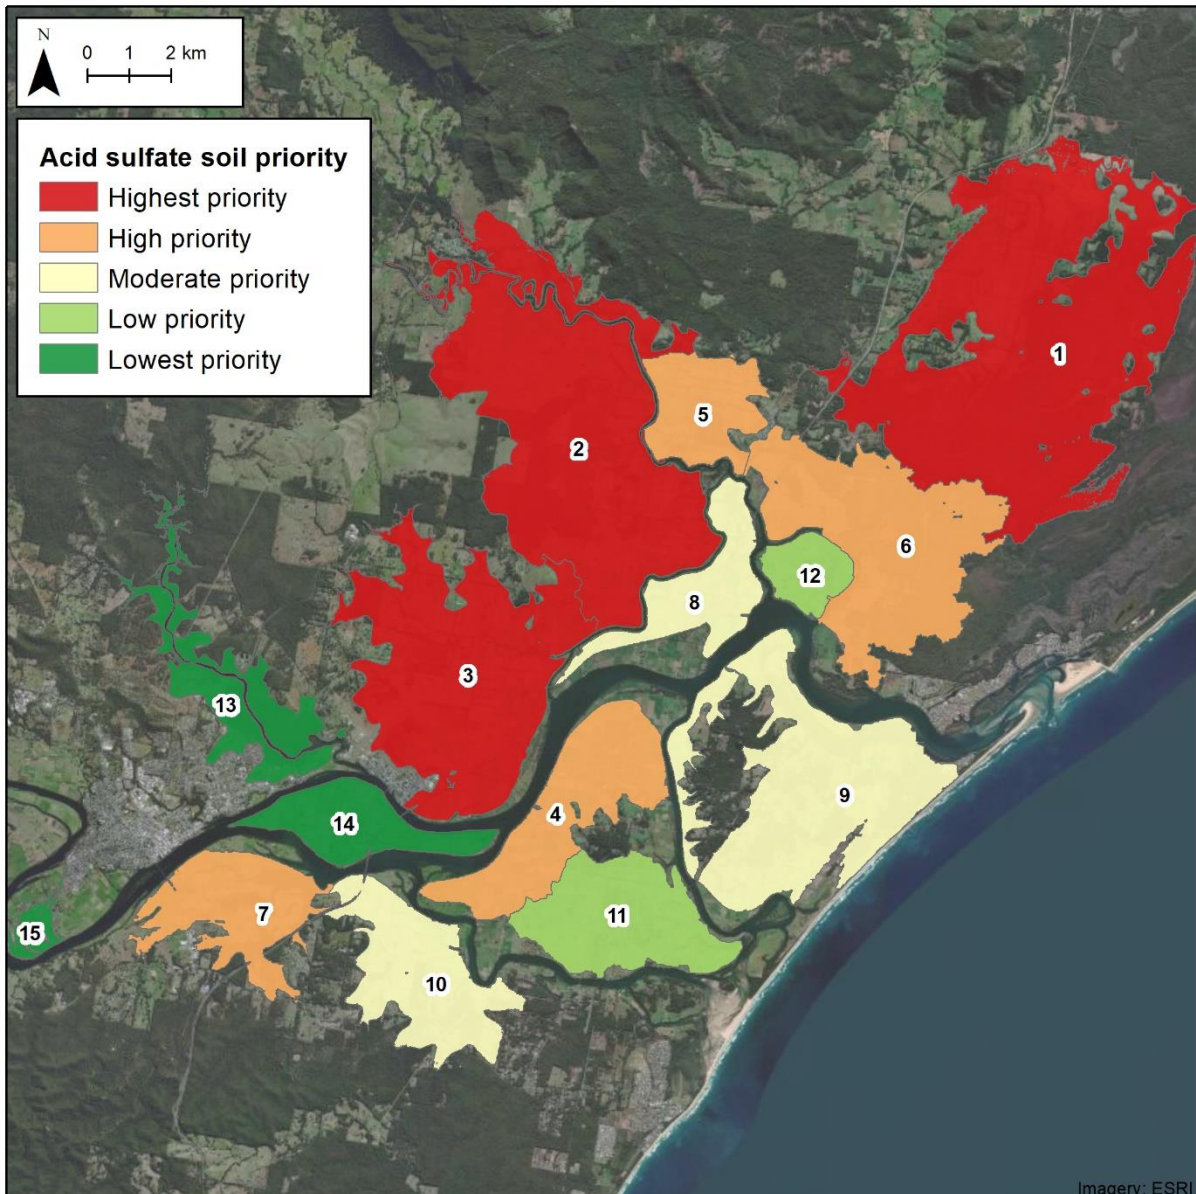 N
0 1 2 km
Acid sulfate soil priority
Highest priority
High priority
Moderate priority
Low priority
Lowest priority
1
2
5
6
12
8
3
13
9
4
14
7
11
15
10
Imagery: ESRI